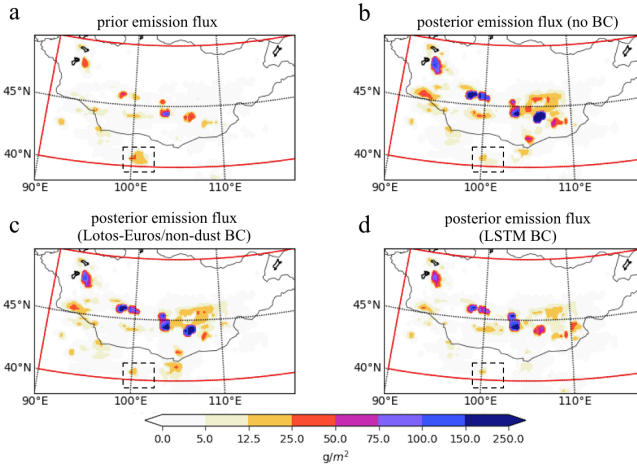 a
prior emission flux
b
posterior emission flux (no BC)
45°N
40°N
90°E
100°E
110°E
45°N
40°N
90°E
100°E
110°E
c
posterior emission flux
(Lotos-Euros/non-dust BC)
d
posterior emission flux
(LSTM BC)
45°N
40°N
90°E
100°E
110°E
45°N
40°N
90°E
100°E
110°E
0.0 5.0 12.5 25.0 50.0 75.0 100.0 150.0 250.0
g/m²